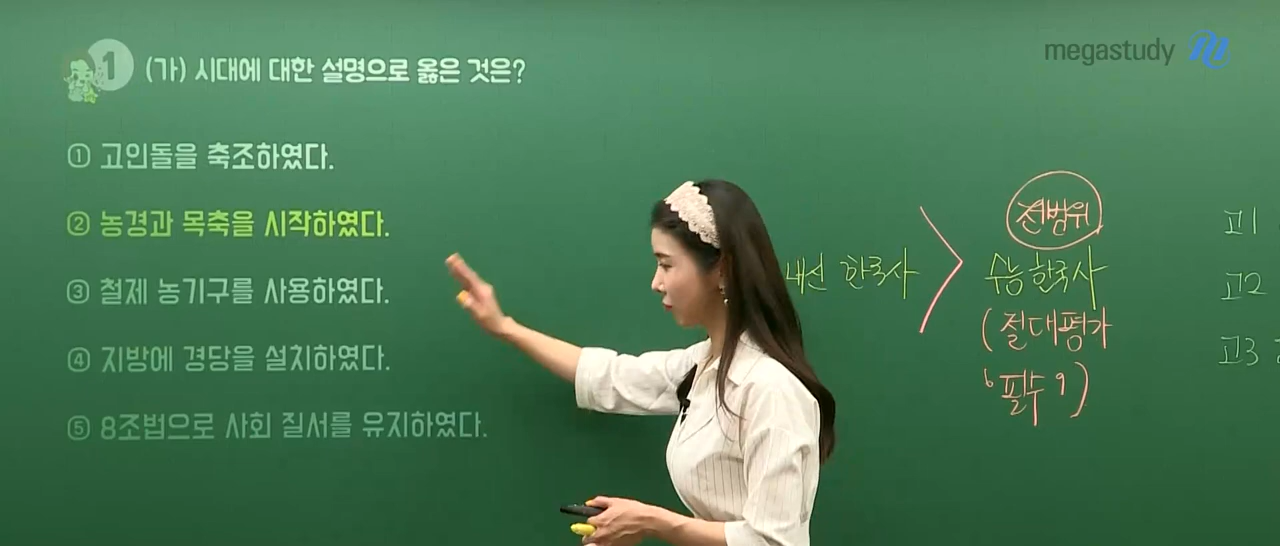 megastudy
1 (가) 시대에 대한 설명으로 옳은 것은?
① 고인돌을 축조하였다.
② 농경과 목축을 시작하였다.
③ 철제 농기구를 사용하였다.
④ 지방에 경당을 설치하였다.
⑤ 8조법으로 사회 질서를 유지하였다.
내신 한국사
전범위
수능 한국사
(절대평가
'필수')
고1
고2
고3